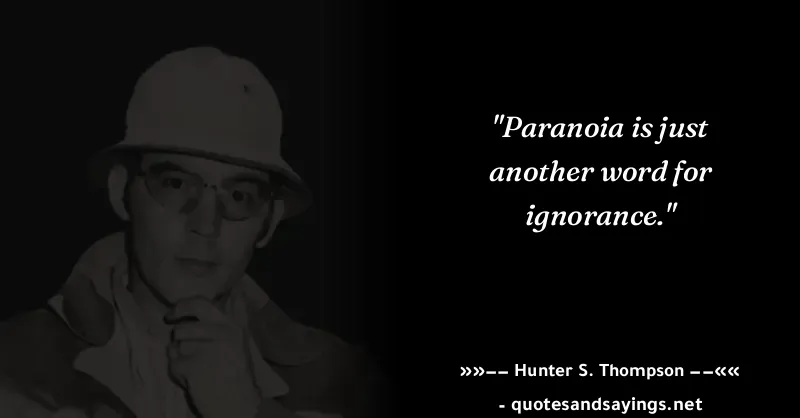 "Paranoia is just
another word for
ignorance."
»»–– Hunter S. Thompson ––««
- quotesandsayings.net